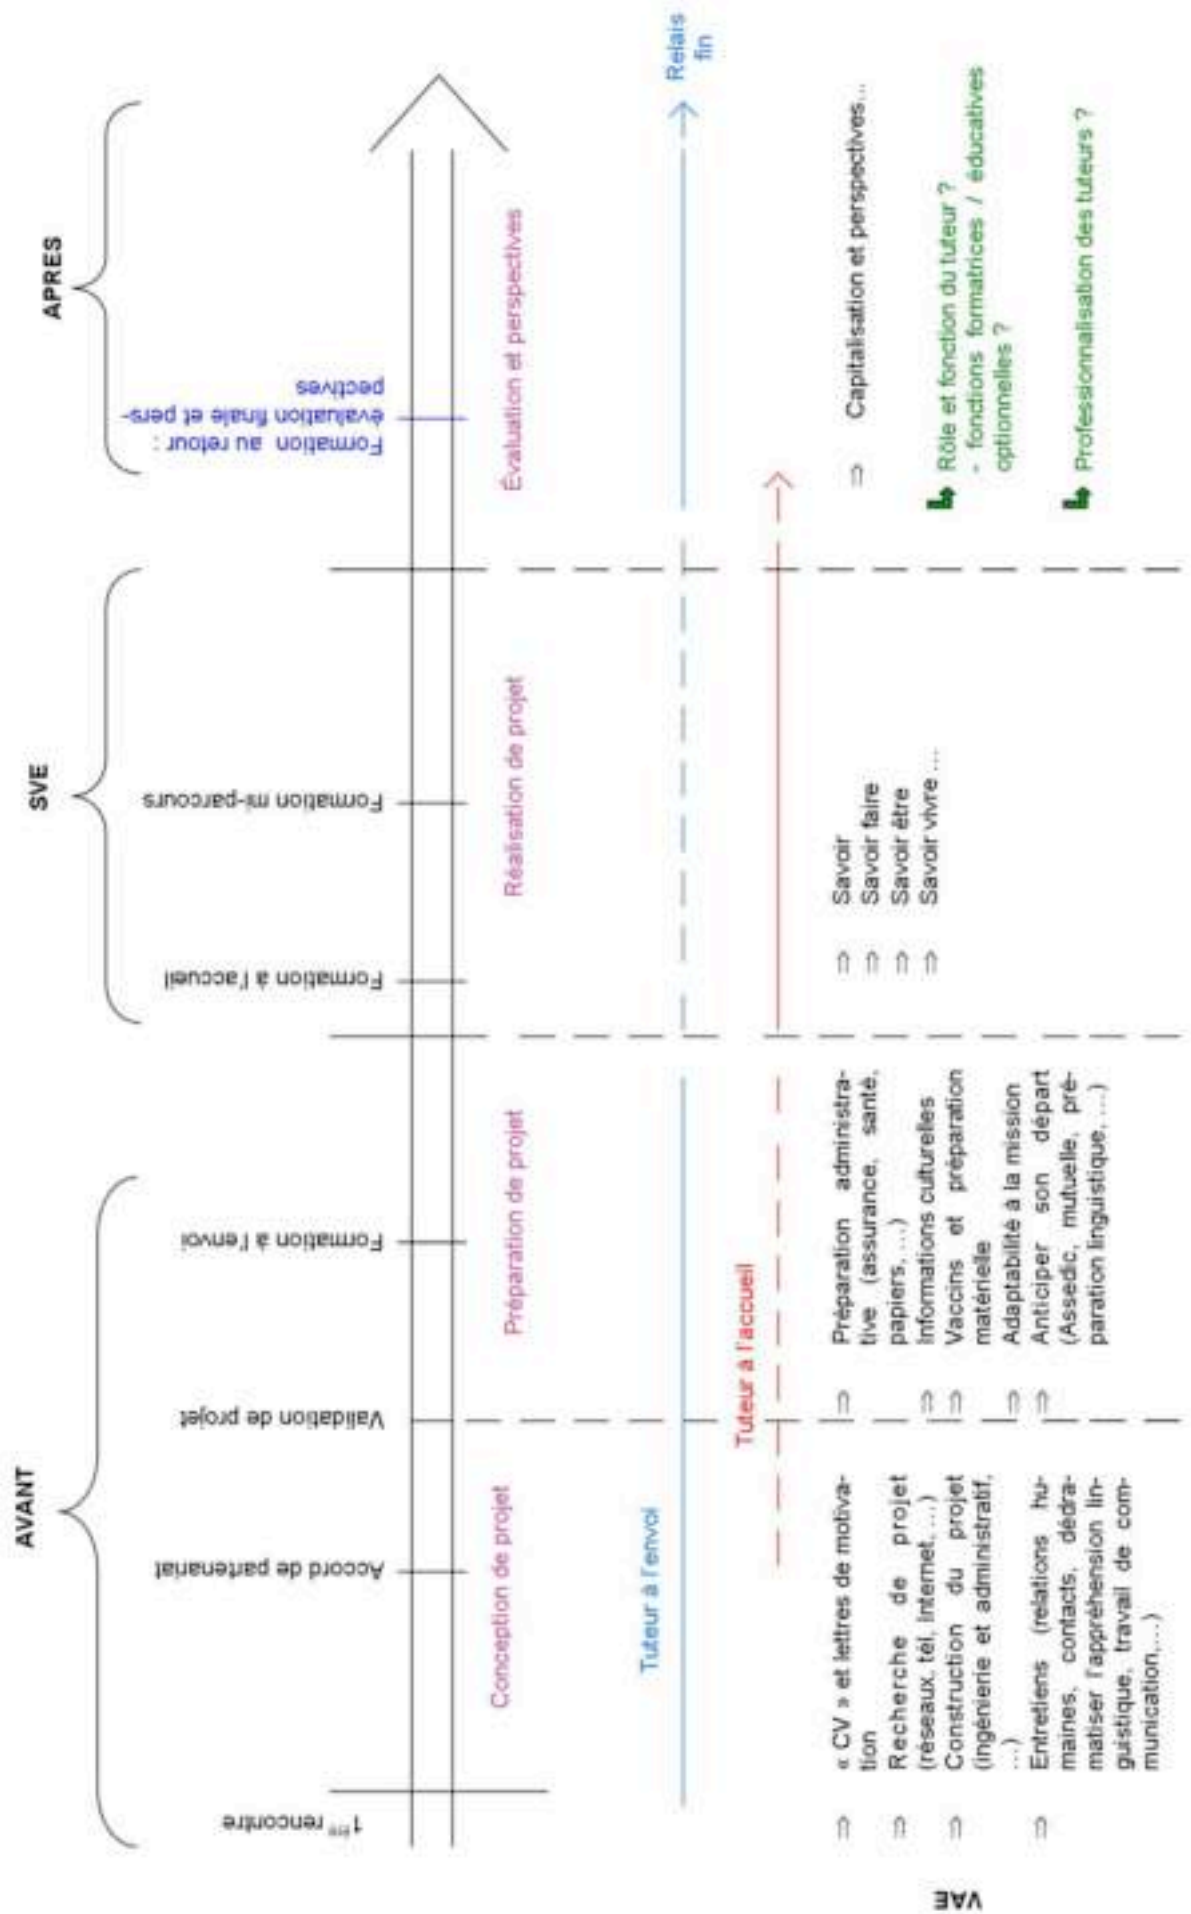 AVANT
SVE
APRES
1ère rencontre
Accord de partenariat
Validation de projet
Formation à l'envoi
Formation à l'accueil
Formation mi-parcours
Formation au retour :
évaluation finale et pers-
pectives
Conception de projet
Préparation de projet
Réalisation de projet
Évaluation et perspectives
Tuteur à l'envoi
Relais
fin
Tuteur à l'accueil
VAE
⇒ « CV » et lettres de motiva-
tion
⇒ Recherche de projet
(réseaux, tél, Internet, ...)
⇒ Construction du projet
(ingénierie et administratif,
...)
⇒ Entretiens (relations hu-
maines, contacts, dédra-
matiser l'appréhension lin-
guistique, travail de com-
munication,...)
⇒ Préparation administra-
tive (assurance, santé,
papiers, ...)
⇒ Informations culturelles
⇒ Vaccins et préparation
matérielle
⇒ Adaptabilité à la mission
⇒ Anticiper son départ
(Assedic, mutuelle, pré-
paration linguistique, ...)
⇒ Savoir
⇒ Savoir faire
⇒ Savoir être
⇒ Savoir vivre ...
⇒ Capitalisation et perspectives...
Rôle et fonction du tuteur ?
- fonctions formatrices / éducatives
optionnelles ?
Professionnalisation des tuteurs ?